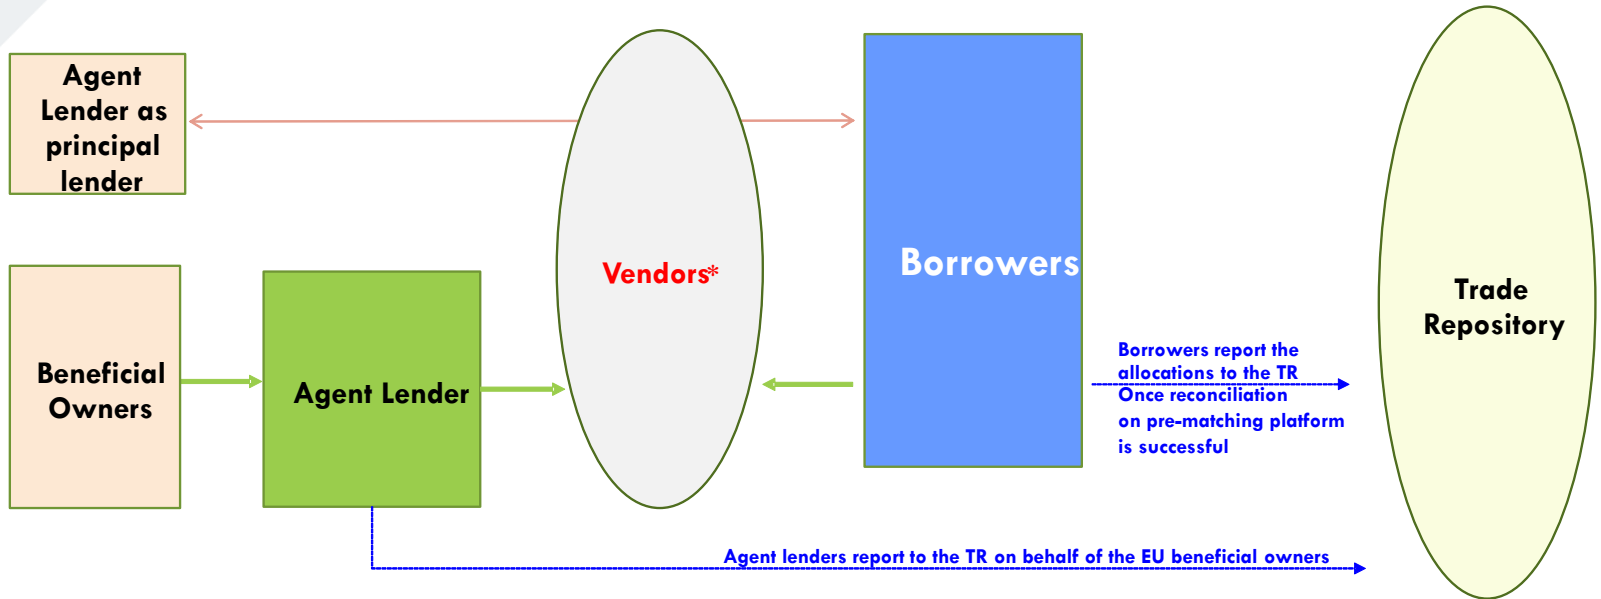 Agent
Lender as
principal
lender
Vendors*
Borrowers
Trade
Repository
Beneficial
Owners
Agent Lender
Borrowers report the
allocations to the TR
Once reconciliation
on pre-matching platform
is successful
Agent lenders report to the TR on behalf of the EU beneficial owners